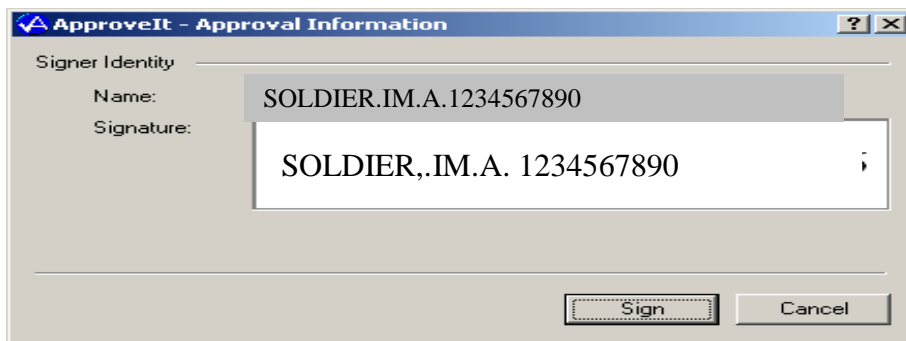 ApproveIt - Approval Information
Signer Identity
Name: SOLDIER.IM.A.1234567890
Signature: SOLDIER,.IM.A. 1234567890
Sign Cancel